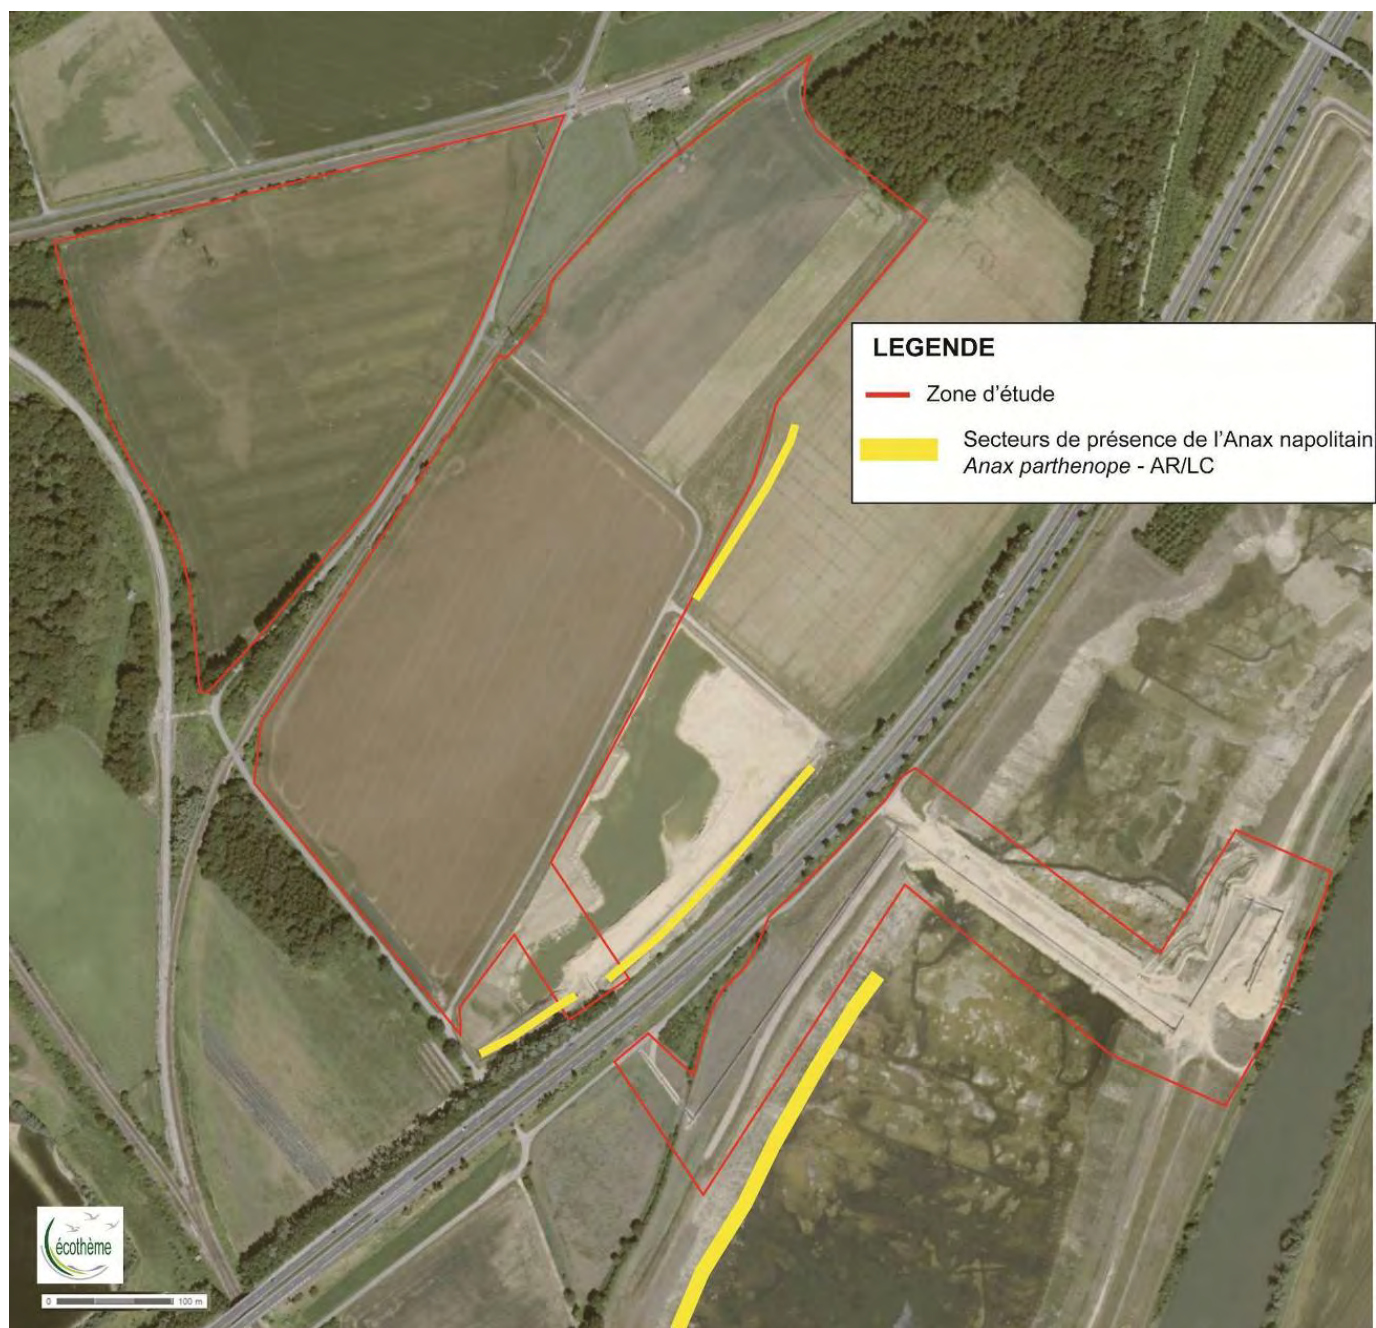 LEGENDE
Zone d'étude
Secteurs de présence de l'Anax napolitain
Anax parthenope - AR/LC
écothème
0 100 m